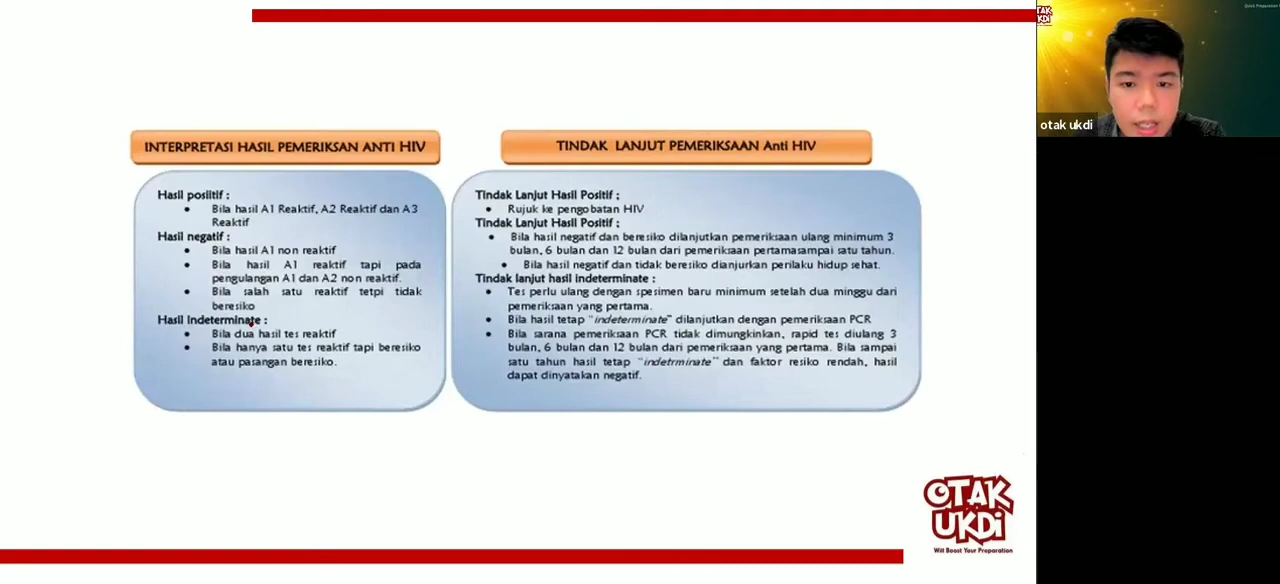 INTERPRETASI HASIL PEMERIKSAN ANTI HIV
Hasil positif :
• Bila hasil A1 Reaktif, A2 Reaktif dan A3
Reaktif
Hasil negatif :
• Bila hasil A1 non reaktif
• Bila hasil A1 reaktif tapi pada
pengulangan A1 dan A2 non reaktif.
• Bila salah satu reaktif tetpi tidak
beresiko
Hasil indeterminate :
• Bila dua hasil tes reaktif
• Bila hanya satu tes reaktif tapi beresiko
atau pasangan beresiko.
TINDAK LANJUT PEMERIKSAAN Anti HIV
Tindak Lanjut Hasil Positif ;
• Rujuk ke pengobatan HIV
Tindak Lanjut Hasil Positif ;
• Bila hasil negatif dan beresiko dilanjutkan pemeriksaan ulang minimum 3
bulan, 6 bulan dan 12 bulan dari pemeriksaan pertamasampai satu tahun.
• Bila hasil negatif dan tidak beresiko dianjurkan perilaku hidup sehat.
Tindak lanjut hasil indeterminate :
• Tes perlu ulang dengan spesimen baru minimum setelah dua minggu dari
pemeriksaan yang pertama.
• Bila hasil tetap "indeterminate" dilanjutkan dengan pemeriksaan PCR
• Bila sarana pemeriksaan PCR tidak dimungkinkan, rapid tes diulang 3
bulan, 6 bulan dan 12 bulan dari pemeriksaan yang pertama. Bila sampai
satu tahun hasil tetap "indetrminate" dan faktor resiko rendah, hasil
dapat dinyatakan negatif.
OTAK
UKDi
Will Boost Your Preparation
TAK
UKDi
otak ukdi